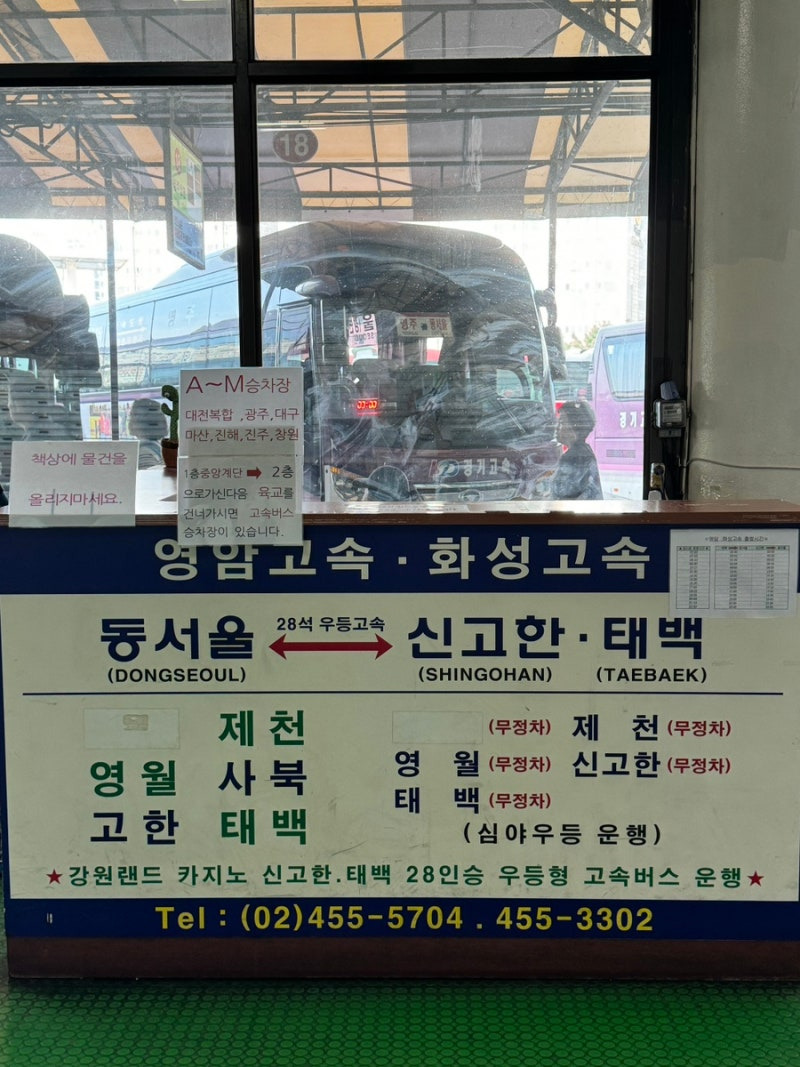 18
A~M승차장
대전복합 ,광주,대구
마산,진해,진주,창원
1층중앙계단 ➡ 2층
으로가신다음 육교를
건너가시면 고속버스
승차장이 있습니다.
책상에 물건을
올리지마세요.
경기고속
영암고속·화성고속
동서울 28석 우등고속 신고한·태백
(DONGSEOUL) (SHINGOHAN) (TAEBAEK)
제천
영월 사북
고한 태백
(무정차) 제 천 (무정차)
영 월 (무정차) 신고한 (무정차)
태 백 (무정차)
(심야우등 운행)
★강원랜드 카지노 신고한.태백 28인승 우등형 고속버스 운행★
Tel : (02)455-5704 . 455-3302